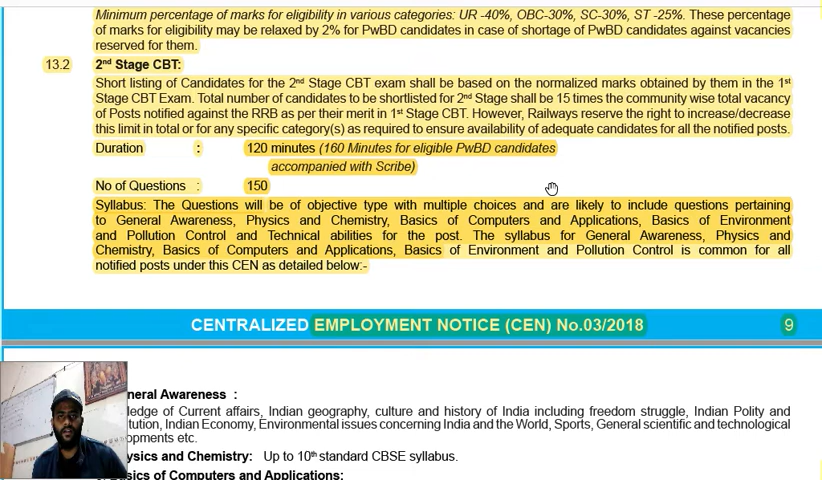 Minimum percentage of marks for eligibility in various categories: UR -40%, OBC-30%, SC-30%, ST -25%. These percentage
of marks for eligibility may be relaxed by 2% for PwBD candidates in case of shortage of PwBD candidates against vacancies
reserved for them.
13.2 2nd Stage CBT:
Short listing of Candidates for the 2nd Stage CBT exam shall be based on the normalized marks obtained by them in the 1st
Stage CBT Exam. Total number of candidates to be shortlisted for 2nd Stage shall be 15 times the community wise total vacancy
of Posts notified against the RRB as per their merit in 1st Stage CBT. However, Railways reserve the right to increase/decrease
this limit in total or for any specific category(s) as required to ensure availability of adequate candidates for all the notified posts.
Duration : 120 minutes (160 Minutes for eligible PwBD candidates
accompanied with Scribe)
No of Questions : 150
Syllabus: The Questions will be of objective type with multiple choices and are likely to include questions pertaining
to General Awareness, Physics and Chemistry, Basics of Computers and Applications, Basics of Environment
and Pollution Control and Technical abilities for the post. The syllabus for General Awareness, Physics and
Chemistry, Basics of Computers and Applications, Basics of Environment and Pollution Control is common for all
notified posts under this CEN as detailed below:-
CENTRALIZED EMPLOYMENT NOTICE (CEN) No.03/2018 9
neral Awareness :
ledge of Current affairs, Indian geography, culture and history of India including freedom struggle, Indian Polity and
tution, Indian Economy, Environmental issues concerning India and the World, Sports, General scientific and technological
opments etc.
ysics and Chemistry: Up to 10th standard CBSE syllabus.
Basics of Computers and Applications: